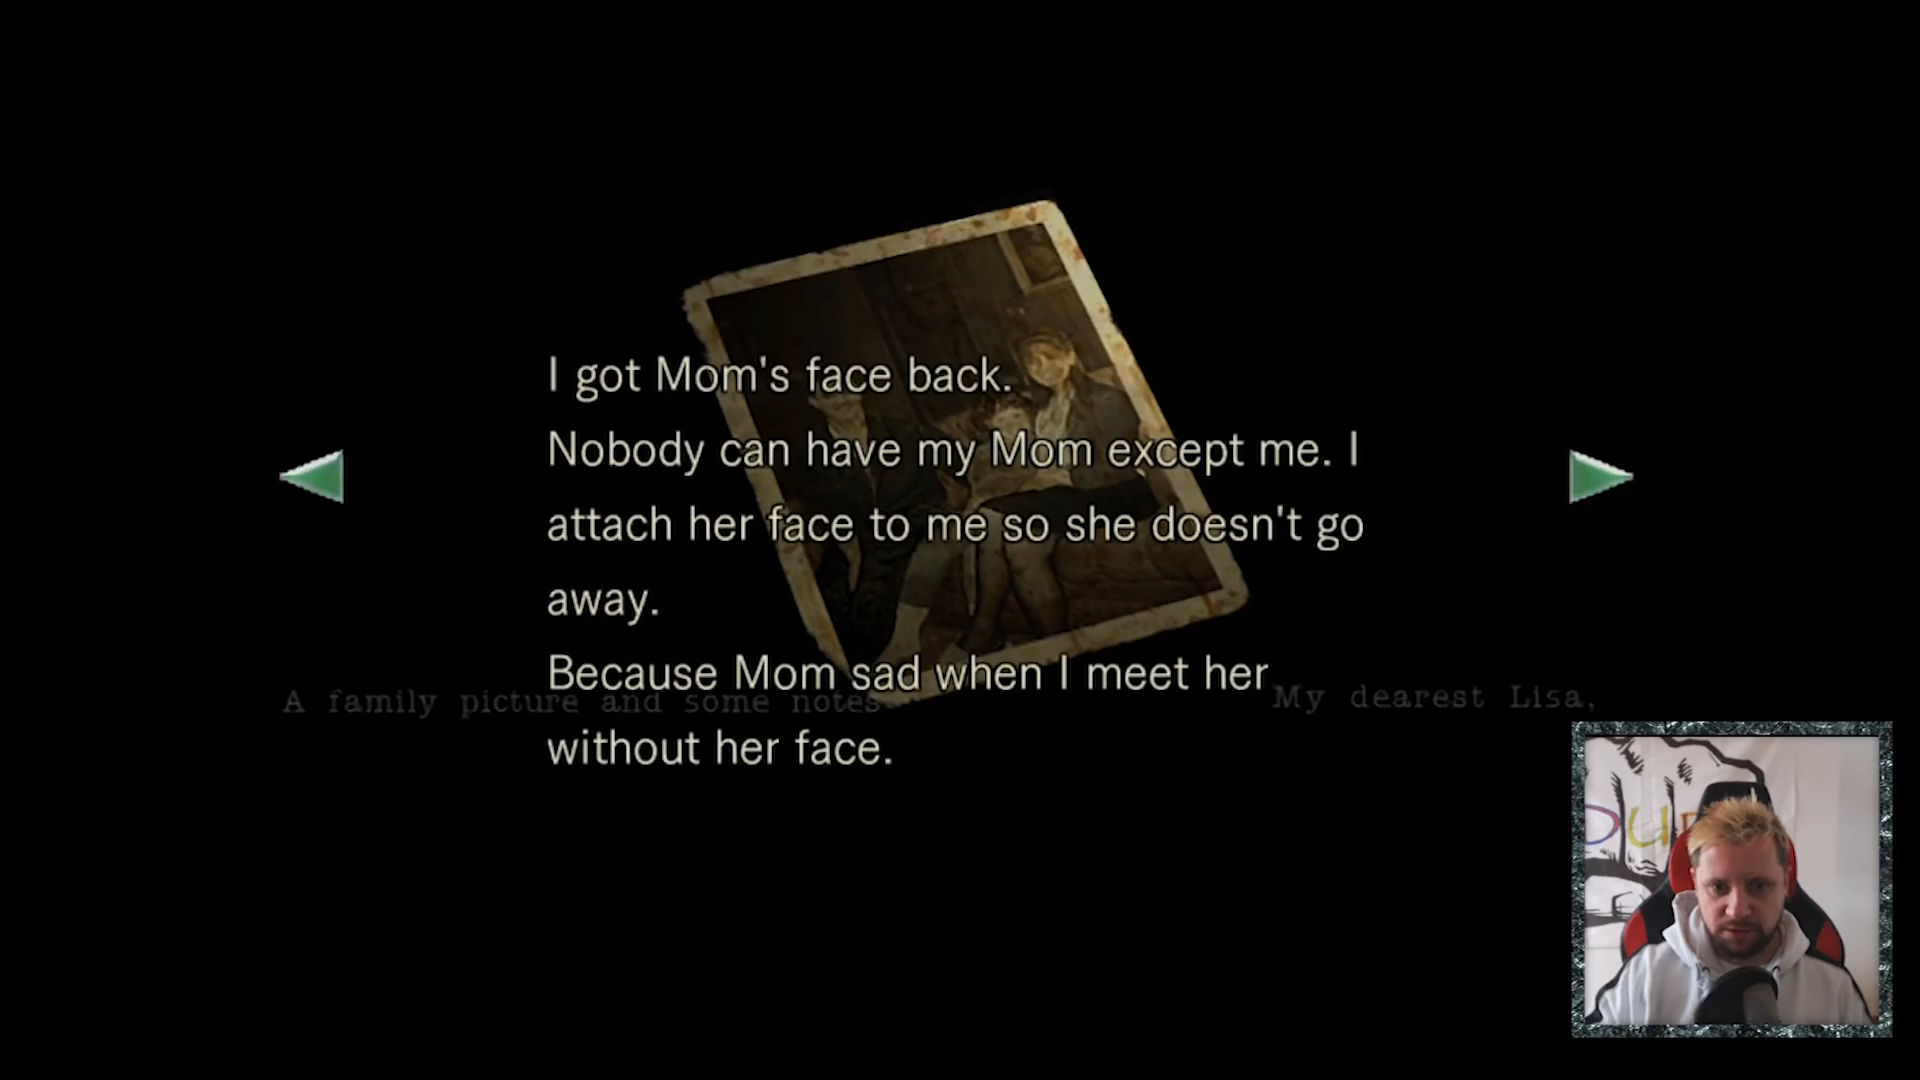 I got Mom's face back.
Nobody can have my Mom except me. I
attach her face to me so she doesn't go
away.
Because Mom sad when I meet her
A family picture and some notes
My dearest Lisa,
without her face.